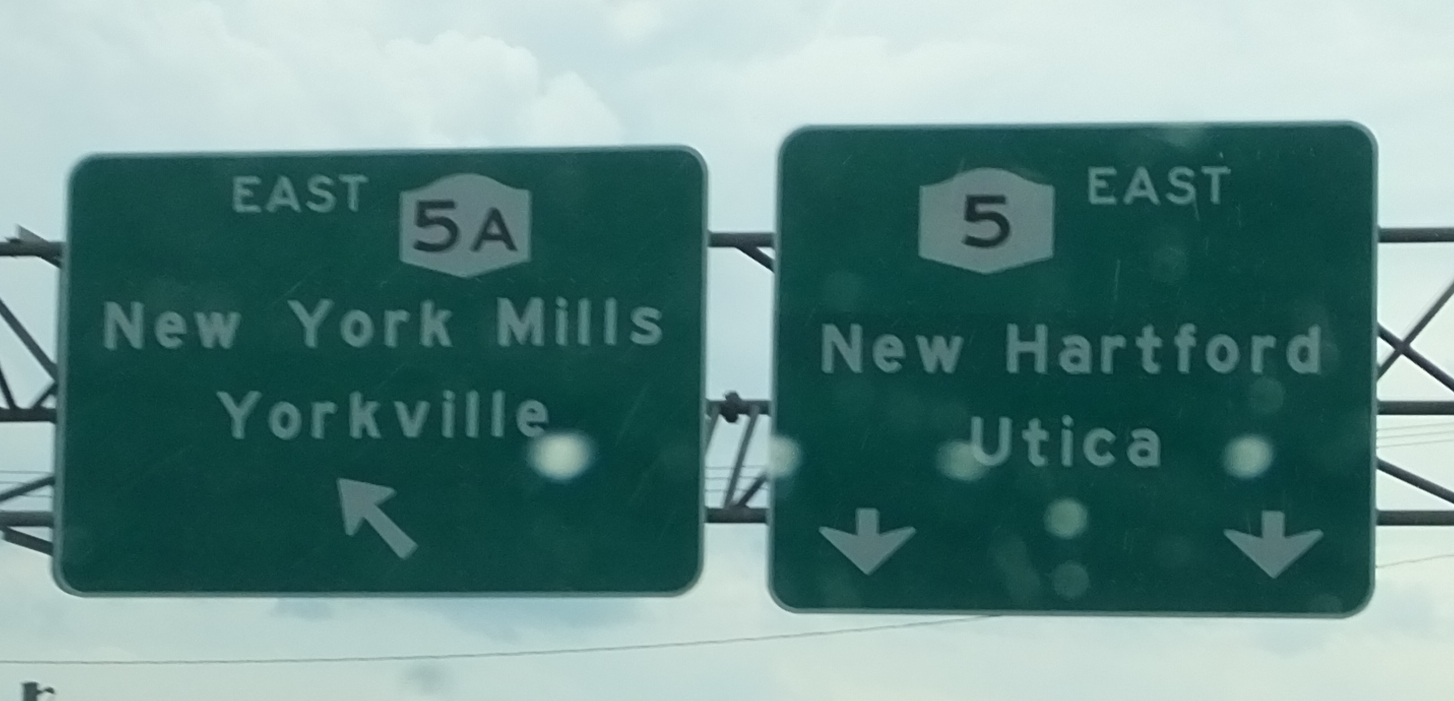 EAST 5A
New York Mills
Yorkville
5 EAST
New Hartford
Utica